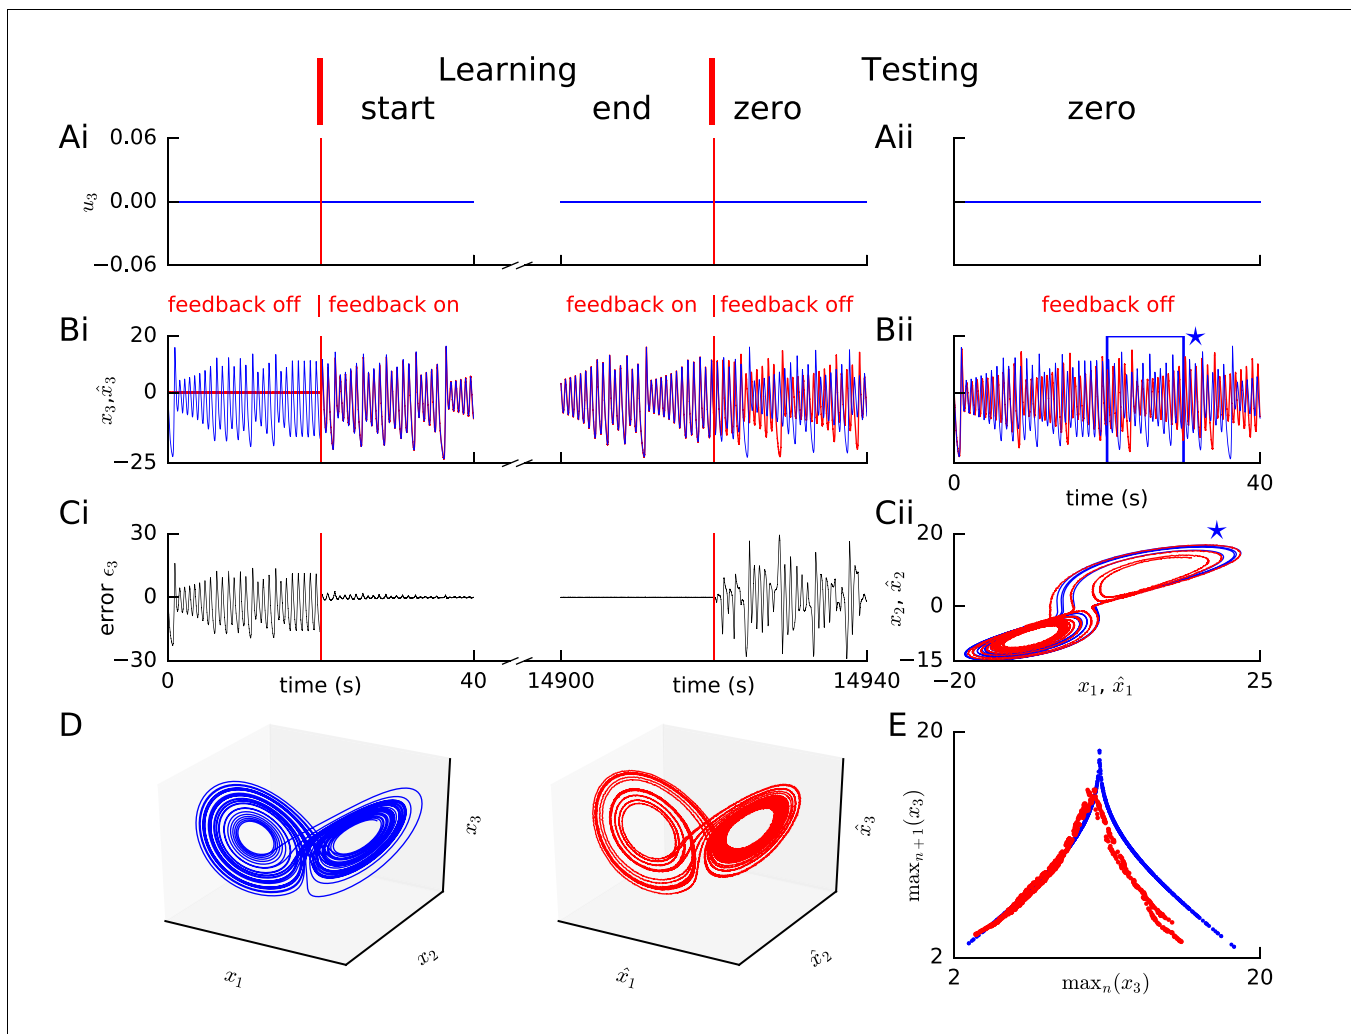 Learning Testing
start end zero zero
Ai Aii
0.06
0.00
−0.06
u₃
feedback off feedback on feedback on feedback off feedback off
Bi Bii
20
0
−25
x₃,x̂₃
0 40
time (s)
Ci Cii
30
0
−30
error ϵ₃
0 40 14900 14940
time (s) time (s)
20
0
−15
x₂, x̂₂
−20 25
x₁, x̂₁
D E
x₁ x₂ x₃
x̂₁ x̂₂ x̂₃
20
2
maxₙ₊₁(x₃)
2 20
maxₙ(x₃)